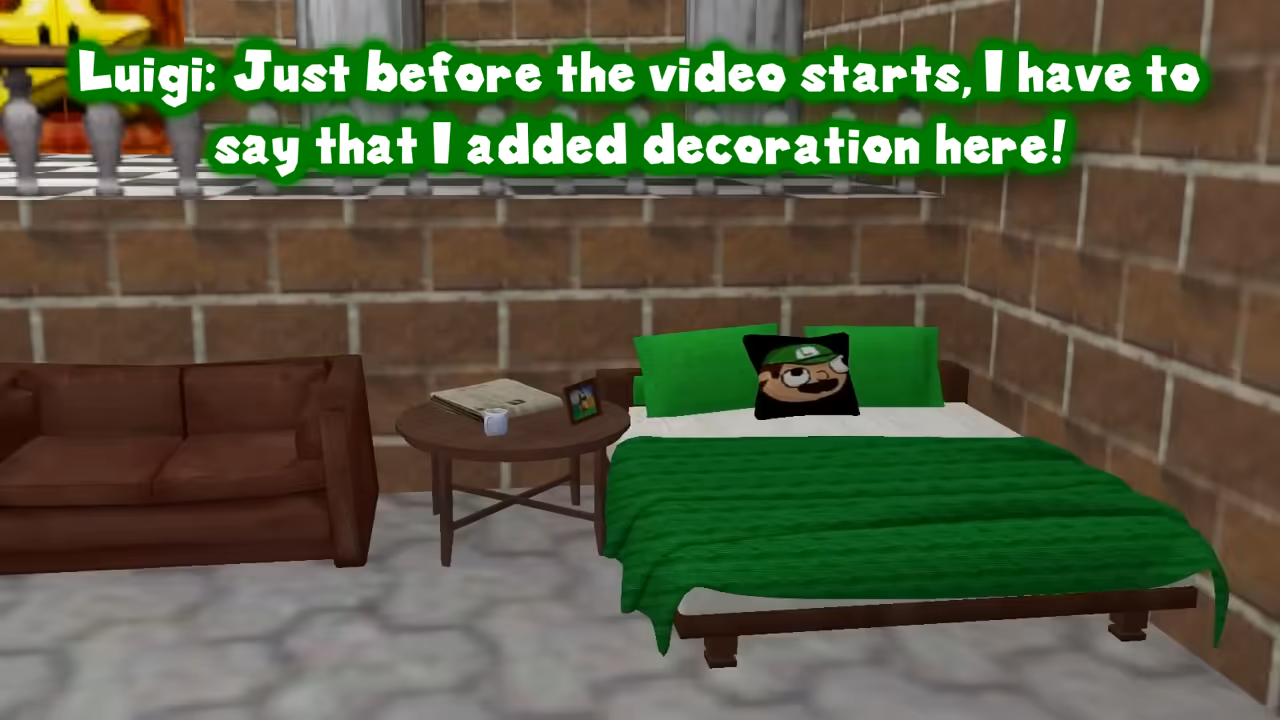 Luigi: Just before the video starts, I have to
say that I added decoration here!
L